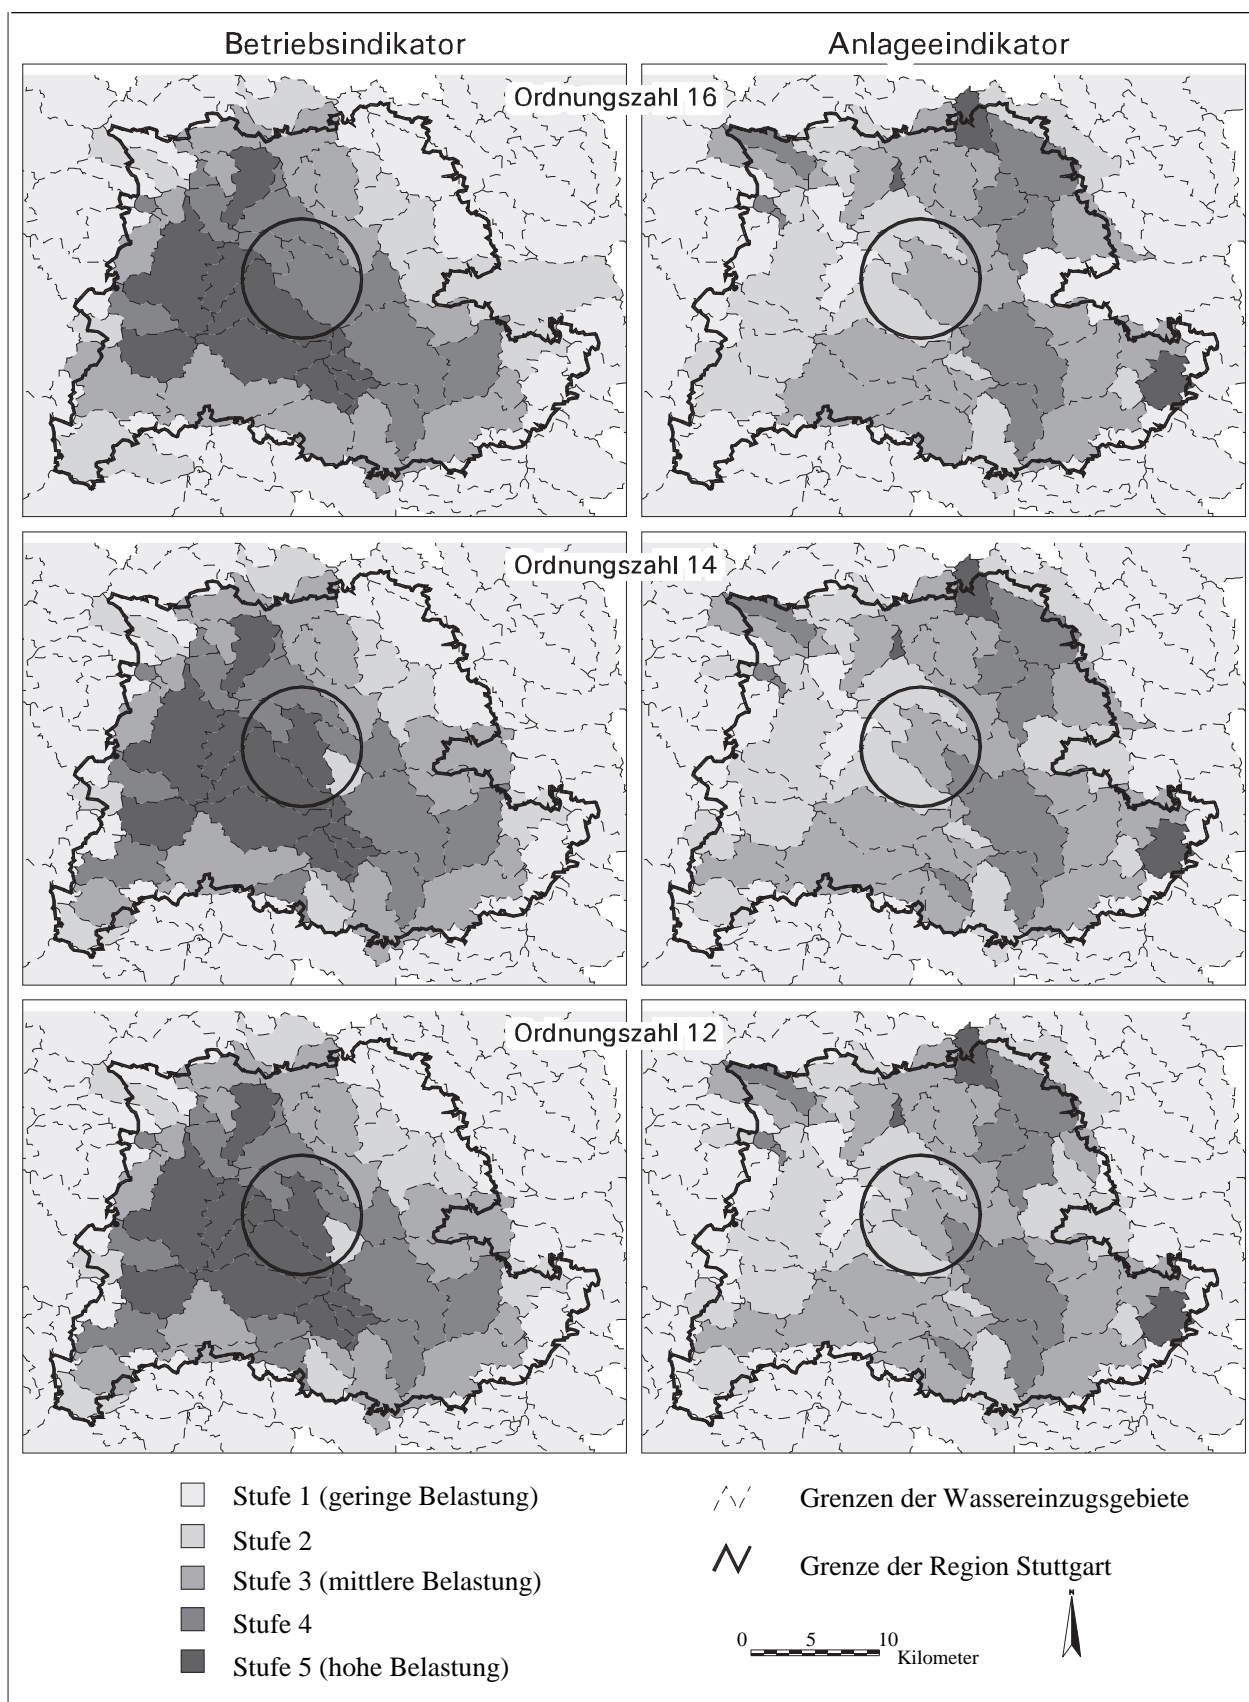 Betriebsindikator
Anlageeindikator
Ordnungszahl 16
Ordnungszahl 14
Ordnungszahl 12
Stufe 1 (geringe Belastung)
Stufe 2
Stufe 3 (mittlere Belastung)
Stufe 4
Stufe 5 (hohe Belastung)
Grenzen der Wassereinzugsgebiete
Grenze der Region Stuttgart
N
0 5 10
Kilometer